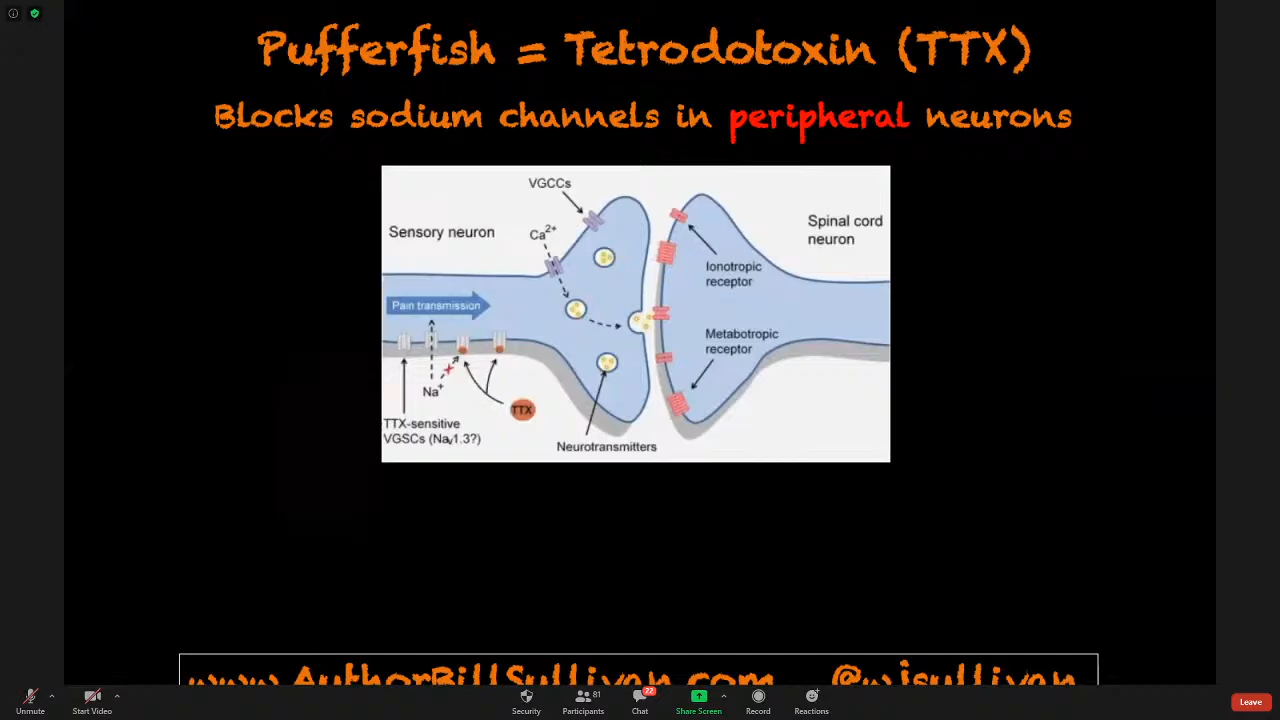 Pufferfish = Tetrodotoxin (TTX)
Blocks sodium channels in peripheral neurons
VGCCs
Sensory neuron
Ca2+
Spinal cord
neuron
Ionotropic
receptor
Pain transmission
Metabotropic
receptor
Na+
TTX
TTX-sensitive
VGSCs (Nav1.3?)
Neurotransmitters
www.AuthorBillSullivan.com @wjsullivan
Unmute
Start Video
Security
Participants 81
Chat 22
Share Screen
Record
Reactions
Leave